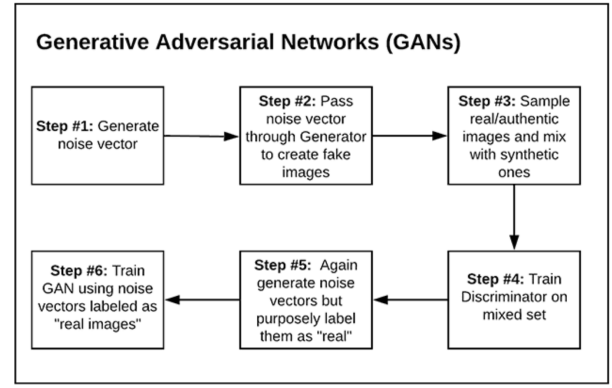 Generative Adversarial Networks (GANs)
Step #1: Generate
noise vector
Step #2: Pass
noise vector
through Generator
to create fake
images
Step #3: Sample
real/authentic
images and mix
with synthetic
ones
Step #4: Train
Discriminator on
mixed set
Step #5: Again
generate noise
vectors but
purposely label
them as "real"
Step #6: Train
GAN using noise
vectors labeled as
"real images"